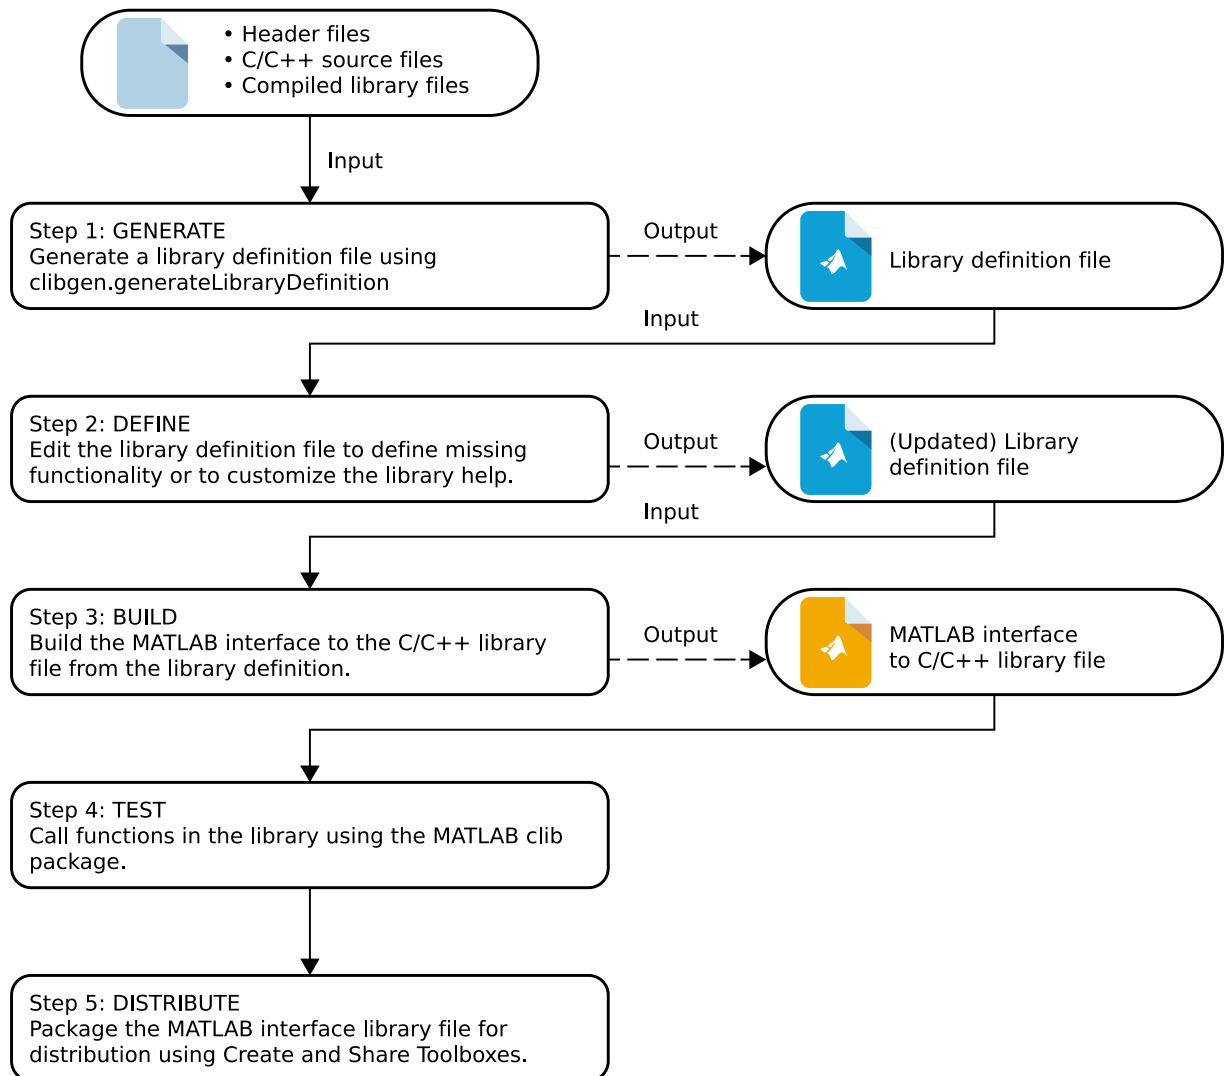 • Header files
• C/C++ source files
• Compiled library files
Input
Step 1: GENERATE
Generate a library definition file using
clibgen.generateLibraryDefinition
Output
Library definition file
Input
Step 2: DEFINE
Edit the library definition file to define missing
functionality or to customize the library help.
Output
(Updated) Library
definition file
Input
Step 3: BUILD
Build the MATLAB interface to the C/C++ library
file from the library definition.
Output
MATLAB interface
to C/C++ library file
Step 4: TEST
Call functions in the library using the MATLAB clib
package.
Step 5: DISTRIBUTE
Package the MATLAB interface library file for
distribution using Create and Share Toolboxes.